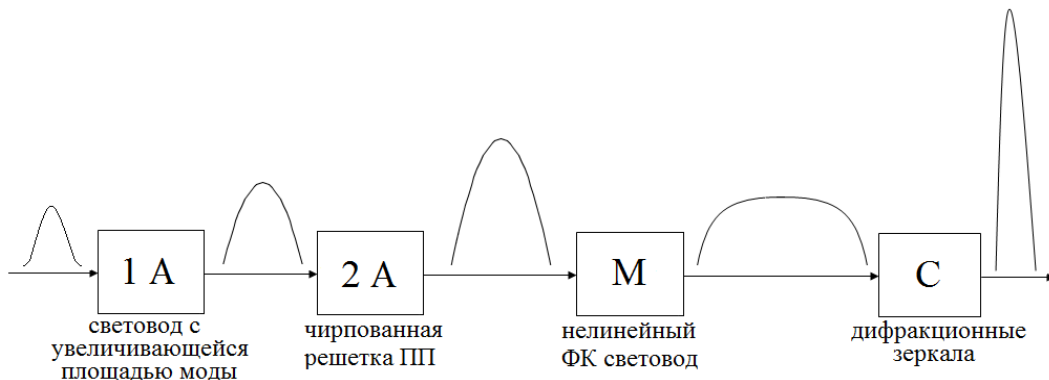 1 А
2 А
М
С
световод с
увеличивающейся
площадью моды
чирпованная
решетка ПП
нелинейный
ФК световод
дифракционные
зеркала